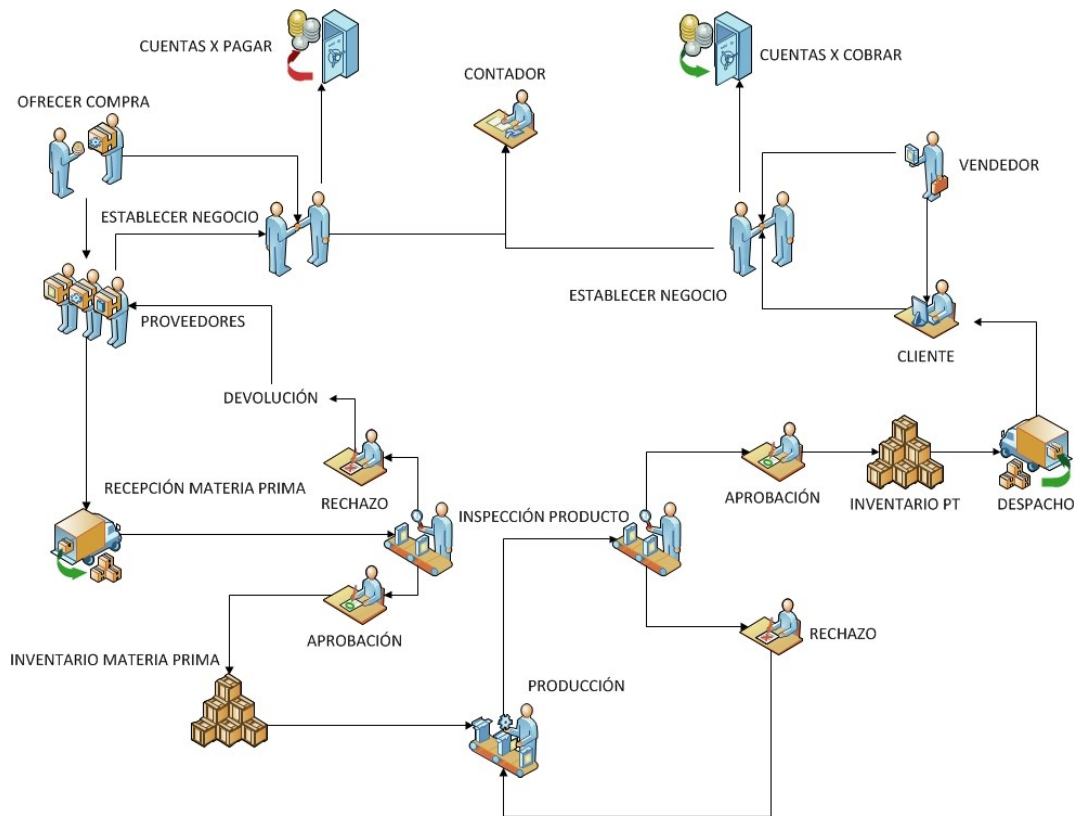 CUENTAS X PAGAR
CUENTAS X COBRAR
CONTADOR
OFRECER COMPRA
VENDEDOR
ESTABLECER NEGOCIO
ESTABLECER NEGOCIO
PROVEEDORES
CLIENTE
DEVOLUCIÓN
RECEPCIÓN MATERIA PRIMA
RECHAZO
INSPECCIÓN PRODUCTO
APROBACIÓN
INVENTARIO PT
DESPACHO
APROBACIÓN
RECHAZO
INVENTARIO MATERIA PRIMA
PRODUCCIÓN